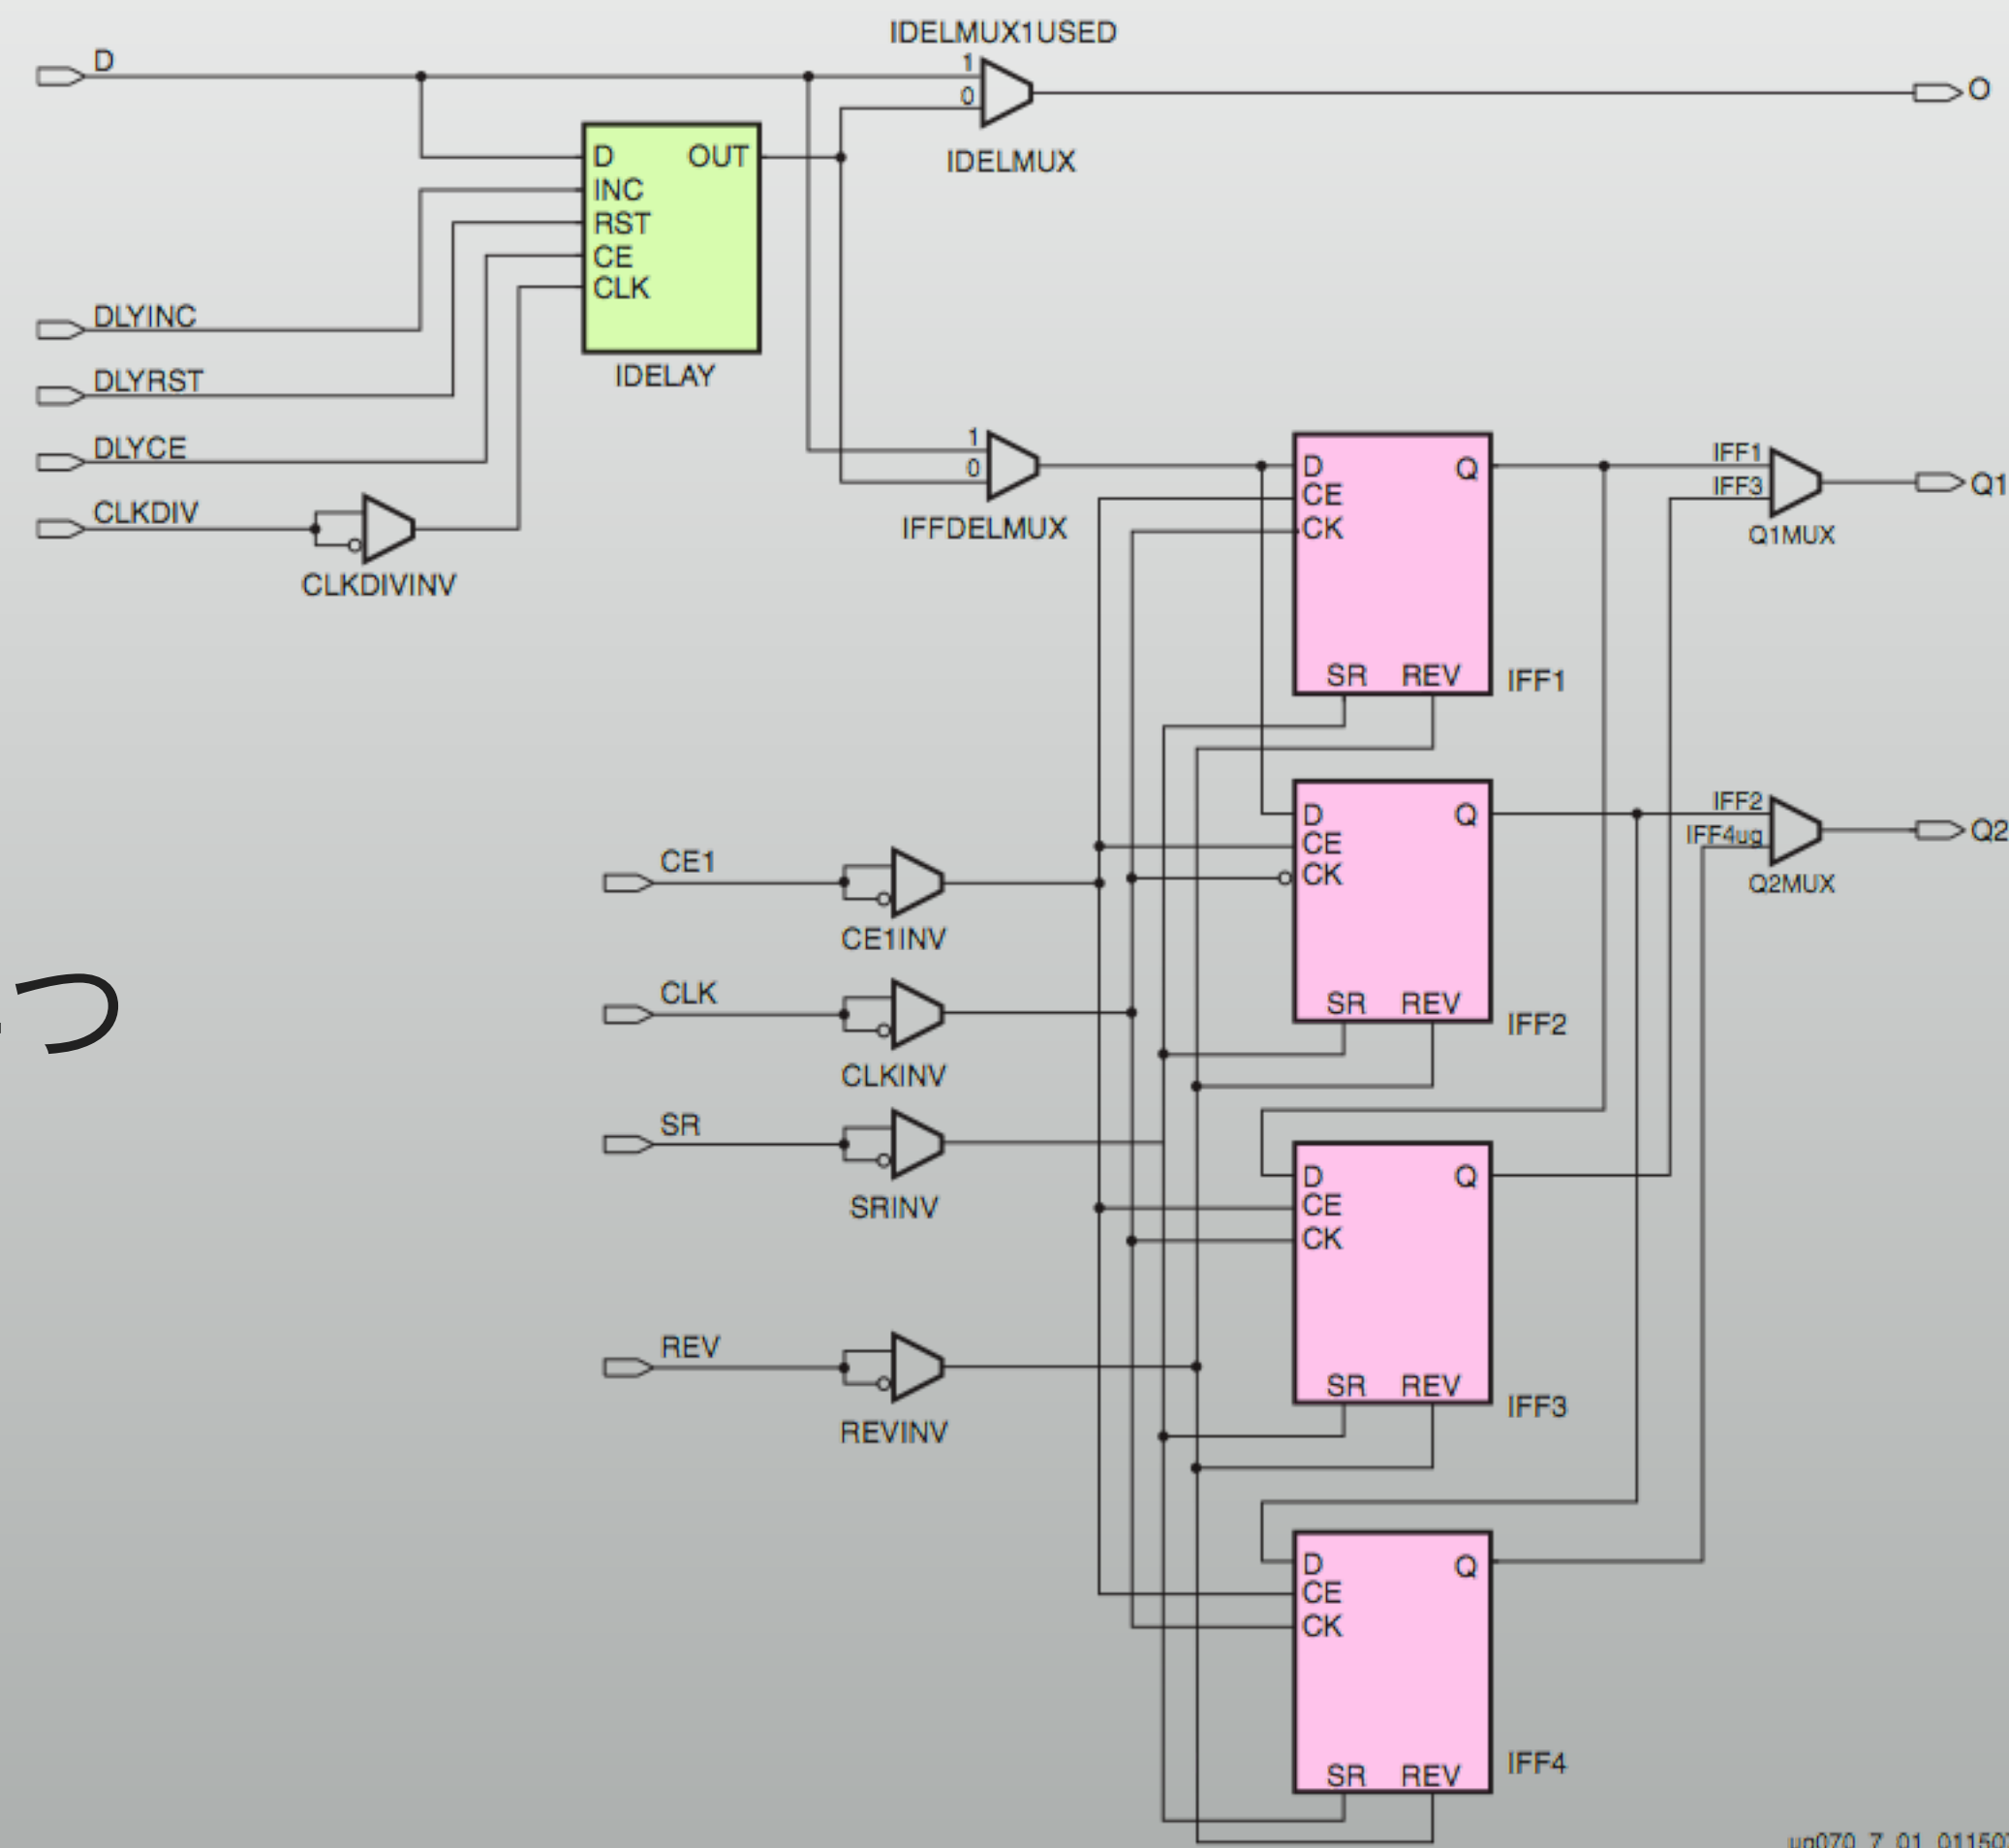 IDELMUX1USED
D
1
0
O
IDELMUX
D OUT
INC
RST
CE
CLK
IDELAY
DLYINC
DLYRST
DLYCE
CLKDIV
CLKDIVINV
1
0
IFFDELMUX
D Q
CE
CK
SR REV
IFF1
IFF1
IFF3
Q1
Q1MUX
D Q
CE
CK
SR REV
IFF2
IFF2
IFF4ug
Q2
Q2MUX
CE1
CE1INV
CLK
CLKINV
SR
SRINV
REV
REVINV
D Q
CE
CK
SR REV
IFF3
D Q
CE
CK
SR REV
IFF4